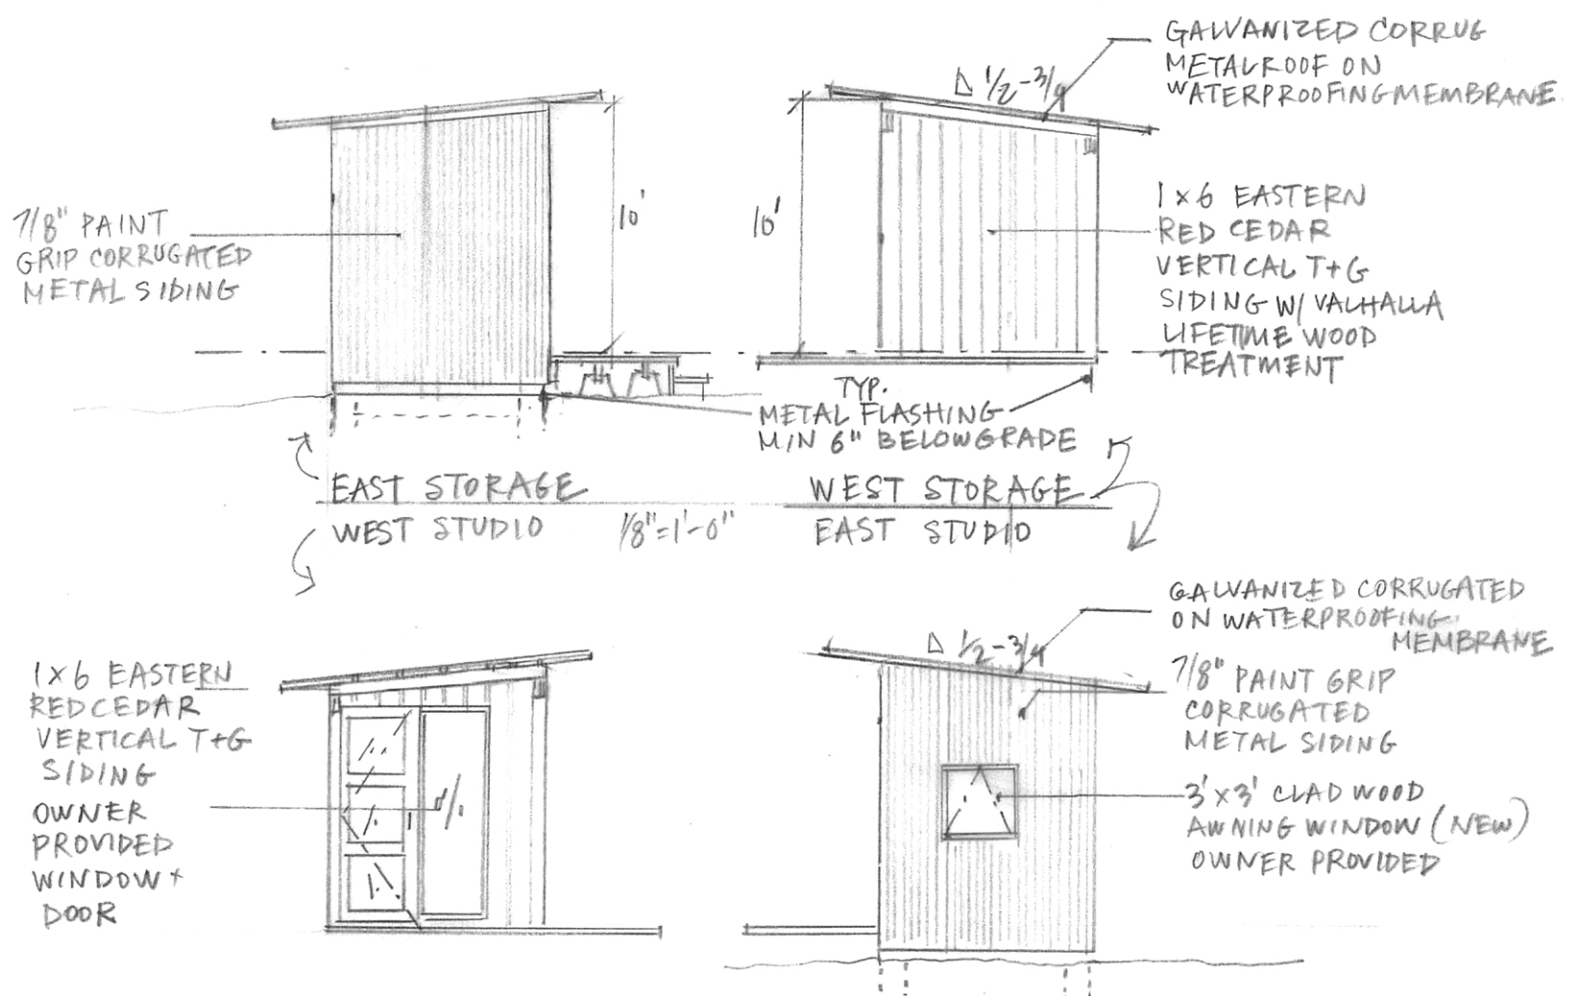 GALVANIZED CORRUG
METAL ROOF ON
WATERPROOFING MEMBRANE
△ 1/2-3/4
7/8" PAINT
GRIP CORRUGATED
METAL SIDING
10'
10'
1x6 EASTERN
RED CEDAR
VERTICAL T+G
SIDING W/ VALHALLA
LIFETIME WOOD
TREATMENT
TYP.
METAL FLASHING
MIN 6" BELOW GRADE
EAST STORAGE
WEST STUDIO
1/8"=1'-0"
WEST STORAGE
EAST STUDIO
GALVANIZED CORRUGATED
ON WATERPROOFING
MEMBRANE
△ 1/2-3/4
1x6 EASTERN
RED CEDAR
VERTICAL T+G
SIDING
OWNER
PROVIDED
WINDOW +
DOOR
7/8" PAINT GRIP
CORRUGATED
METAL SIDING
3'x3' CLAD WOOD
AWNING WINDOW (NEW)
OWNER PROVIDED